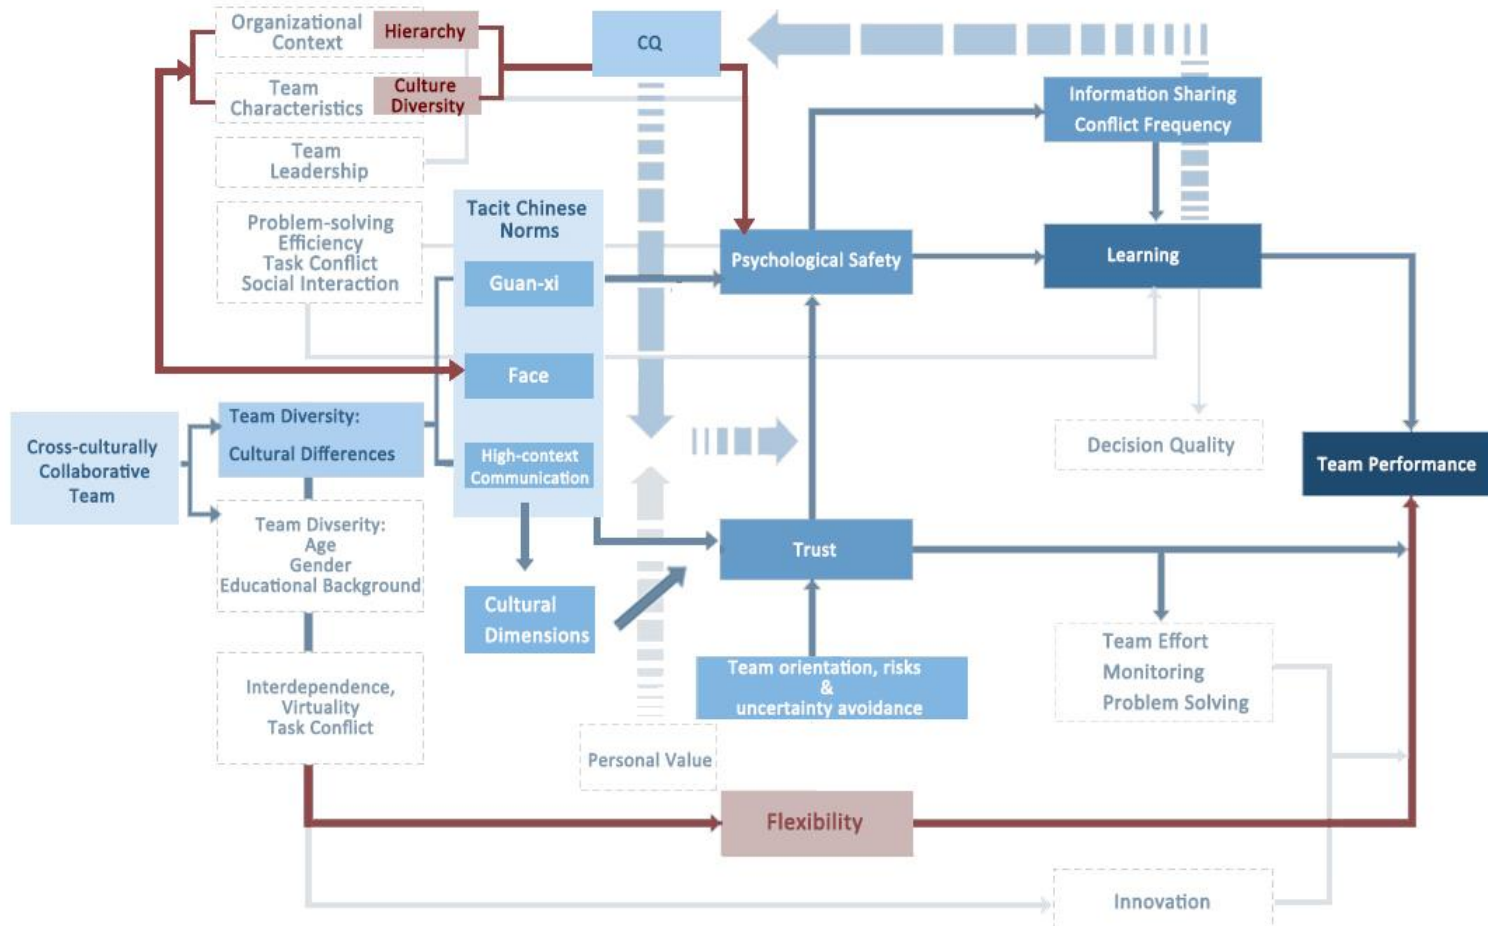 Organizational
Context
Hierarchy
CQ
Team
Characteristics
Culture
Diversity
Information Sharing
Conflict Frequency
Team
Leadership
Tacit Chinese
Norms
Problem-solving
Efficiency
Task Conflict
Social Interaction
Guan-xi
Psychological Safety
Learning
Face
Team Diversity:
Cultural Differences
Cross-culturally
Collaborative
Team
High-context
Communication
Decision Quality
Team Performance
Team Divserity:
Age
Gender
Educational Background
Trust
Cultural
Dimensions
Team orientation, risks
&
uncertainty avoidance
Team Effort
Monitoring
Problem Solving
Interdependence,
Virtuality
Task Conflict
Personal Value
Flexibility
Innovation